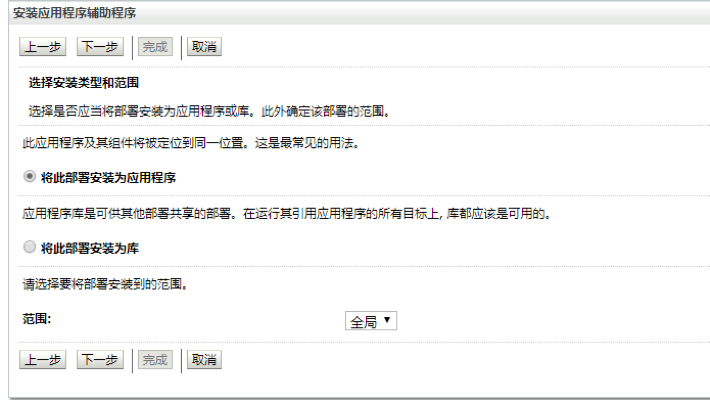 安装应用程序辅助程序
上一步 下一步 完成 取消
选择安装类型和范围
选择是否应当将部署安装为应用程序或库。此外确定该部署的范围。
此应用程序及其组件将被定位到同一位置。这是最常见的用法。
将此部署安装为应用程序
应用程序库是可供其他部署共享的部署。在运行其引用应用程序的所有目标上, 库都应该是可用的。
将此部署安装为库
请选择要将部署安装到的范围。
范围: 全局
上一步 下一步 完成 取消